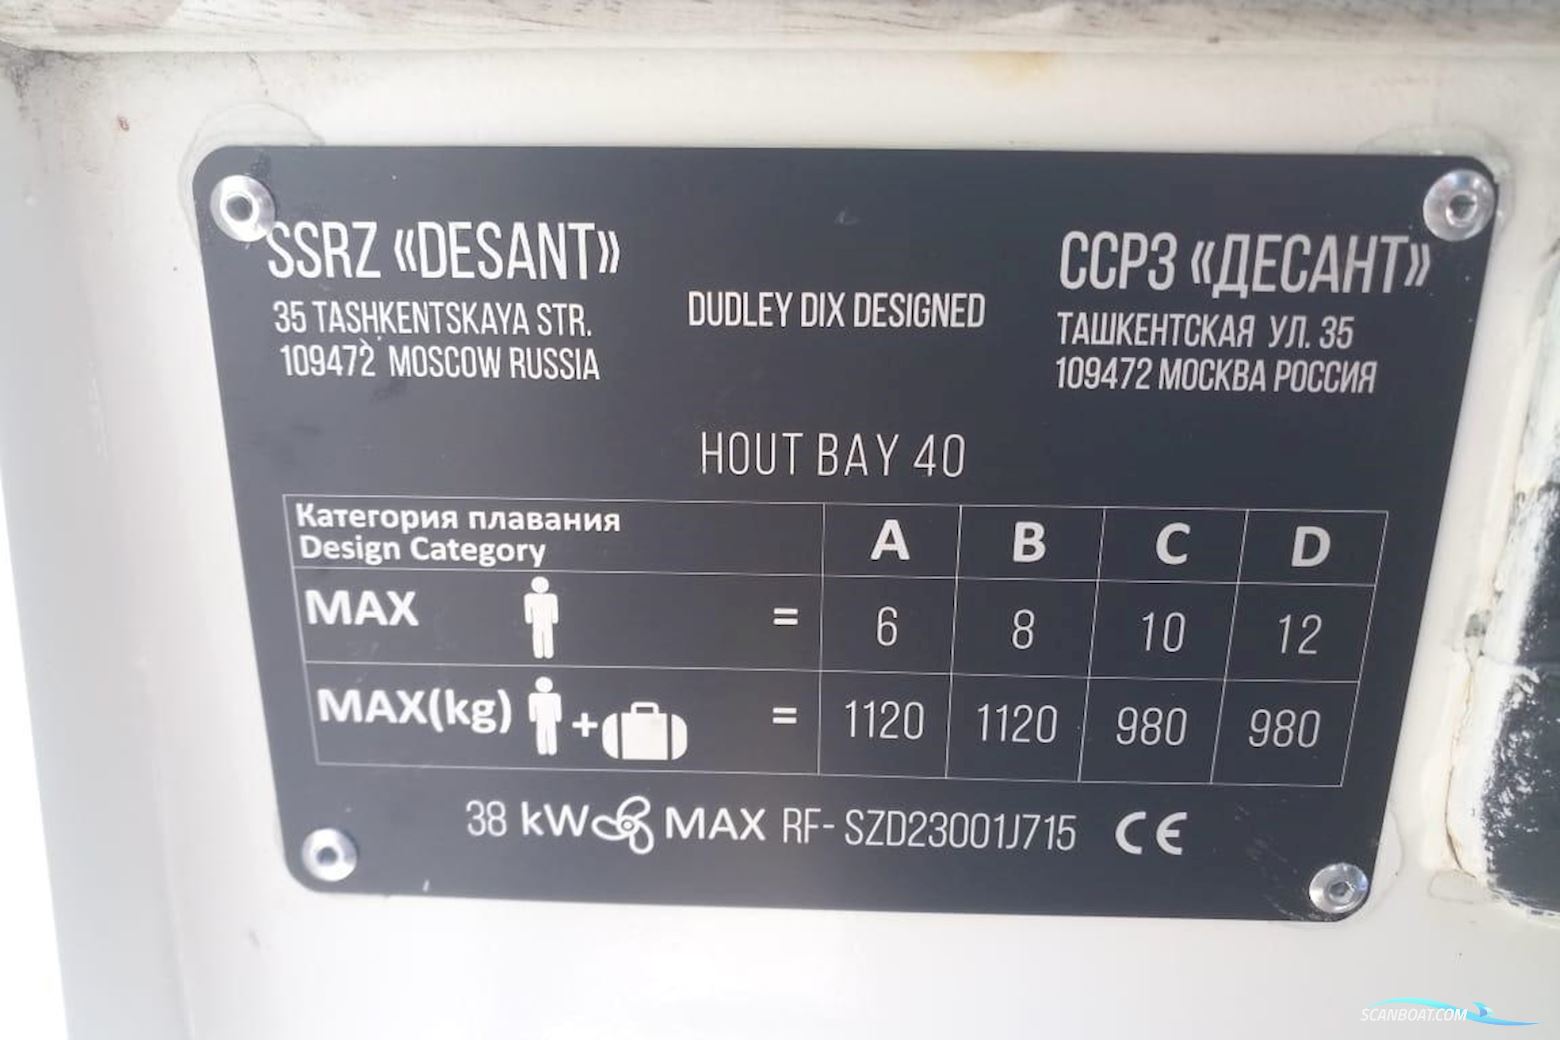 SSRZ «DESANT»
35 TASHKENTSKAYA STR.
109472 MOSCOW RUSSIA
DUDLEY DIX DESIGNED
ССРЗ «ДЕСАНТ»
ТАШКЕНТСКАЯ УЛ. 35
109472 МОСКВА РОССИЯ
HOUT BAY 40
Категория плавания
Design Category A B C D
MAX = 6 8 10 12
MAX(kg) + = 1120 1120 980 980
38 kW MAX RF- SZD23001J715 CE
SCANBOAT.COM